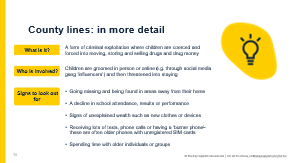 County lines: in more detail
What is it?
A form of criminal exploitation where children are coerced and
forced into moving, storing and selling drugs and drug money
Who is involved?
Children are groomed in person or online (e.g. through social media
gang 'influencers') and then threatened into staying
Signs to look out
for
• Going missing and being found in areas away from their home
• A decline in school attendance, results or performance
• Signs of unexplained wealth such as new clothes or devices
• Receiving lots of texts, phone calls or having a 'burner phone'–
these are often older phones with unregistered SIM cards
• Spending time with older individuals or groups